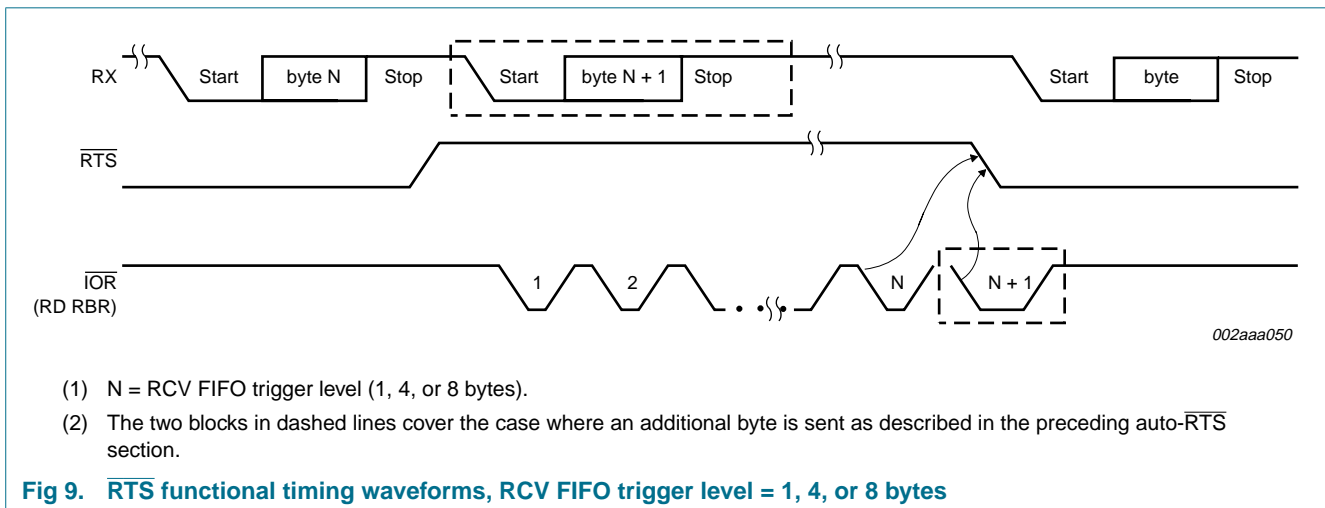 RX Start byte N Stop Start byte N + 1 Stop Start byte Stop
RTS
IOR
(RD RBR)
1 2 N N + 1
002aaa050
(1) N = RCV FIFO trigger level (1, 4, or 8 bytes).
(2) The two blocks in dashed lines cover the case where an additional byte is sent as described in the preceding auto-RTS
section.
Fig 9. RTS functional timing waveforms, RCV FIFO trigger level = 1, 4, or 8 bytes